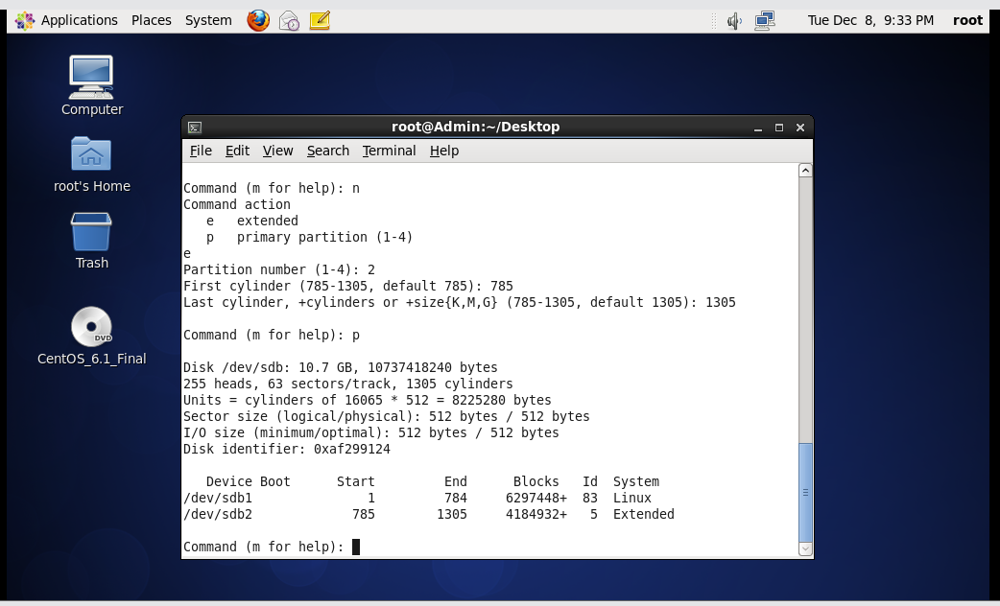 Applications Places System
Tue Dec 8, 9:33 PM root
Computer
root's Home
Trash
DVD
CentOS_6.1_Final
root@Admin:~/Desktop
File Edit View Search Terminal Help
Command (m for help): n
Command action
   e   extended
   p   primary partition (1-4)
e
Partition number (1-4): 2
First cylinder (785-1305, default 785): 785
Last cylinder, +cylinders or +size{K,M,G} (785-1305, default 1305): 1305
Command (m for help): p
Disk /dev/sdb: 10.7 GB, 10737418240 bytes
255 heads, 63 sectors/track, 1305 cylinders
Units = cylinders of 16065 * 512 = 8225280 bytes
Sector size (logical/physical): 512 bytes / 512 bytes
I/O size (minimum/optimal): 512 bytes / 512 bytes
Disk identifier: 0xaf299124
   Device Boot      Start         End      Blocks   Id  System
/dev/sdb1               1         784     6297448+  83  Linux
/dev/sdb2             785        1305     4184932+   5  Extended
Command (m for help):